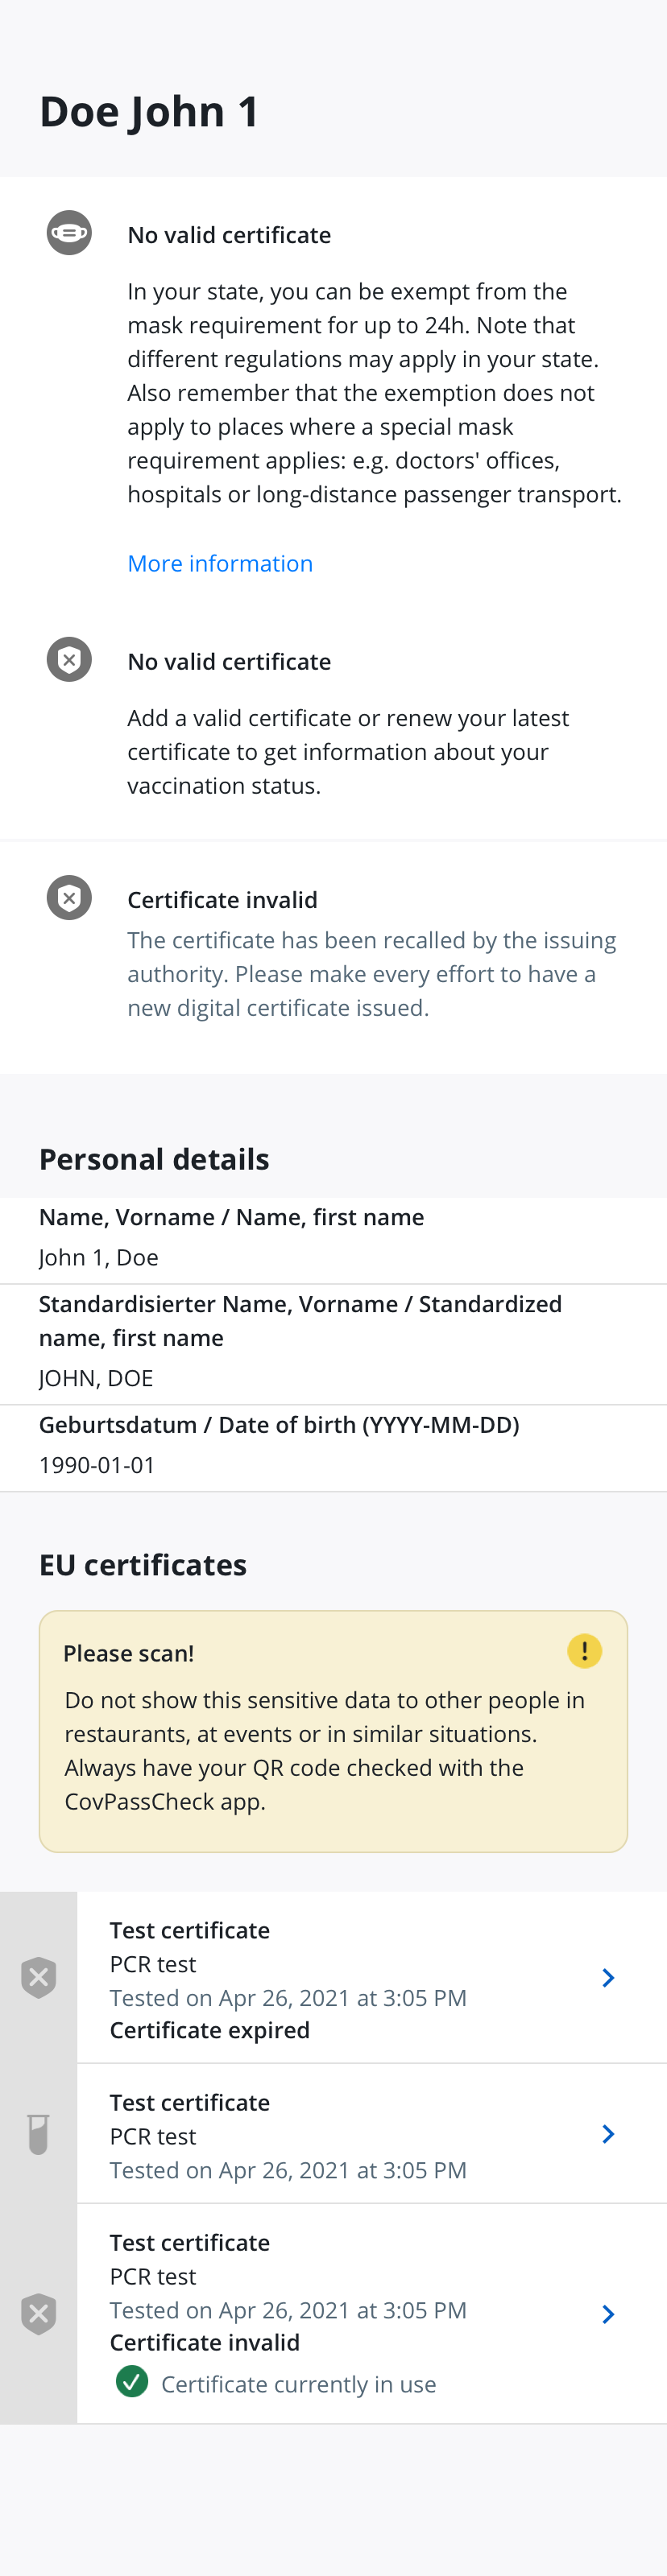 Doe John 1
No valid certificate
In your state, you can be exempt from the
mask requirement for up to 24h. Note that
different regulations may apply in your state.
Also remember that the exemption does not
apply to places where a special mask
requirement applies: e.g. doctors' offices,
hospitals or long-distance passenger transport.
More information
No valid certificate
Add a valid certificate or renew your latest
certificate to get information about your
vaccination status.
Certificate invalid
The certificate has been recalled by the issuing
authority. Please make every effort to have a
new digital certificate issued.
Personal details
Name, Vorname / Name, first name
John 1, Doe
Standardisierter Name, Vorname / Standardized
name, first name
JOHN, DOE
Geburtsdatum / Date of birth (YYYY-MM-DD)
1990-01-01
EU certificates
Please scan!
Do not show this sensitive data to other people in
restaurants, at events or in similar situations.
Always have your QR code checked with the
CovPassCheck app.
Test certificate
PCR test
Tested on Apr 26, 2021 at 3:05 PM
Certificate expired
Test certificate
PCR test
Tested on Apr 26, 2021 at 3:05 PM
Test certificate
PCR test
Tested on Apr 26, 2021 at 3:05 PM
Certificate invalid
Certificate currently in use